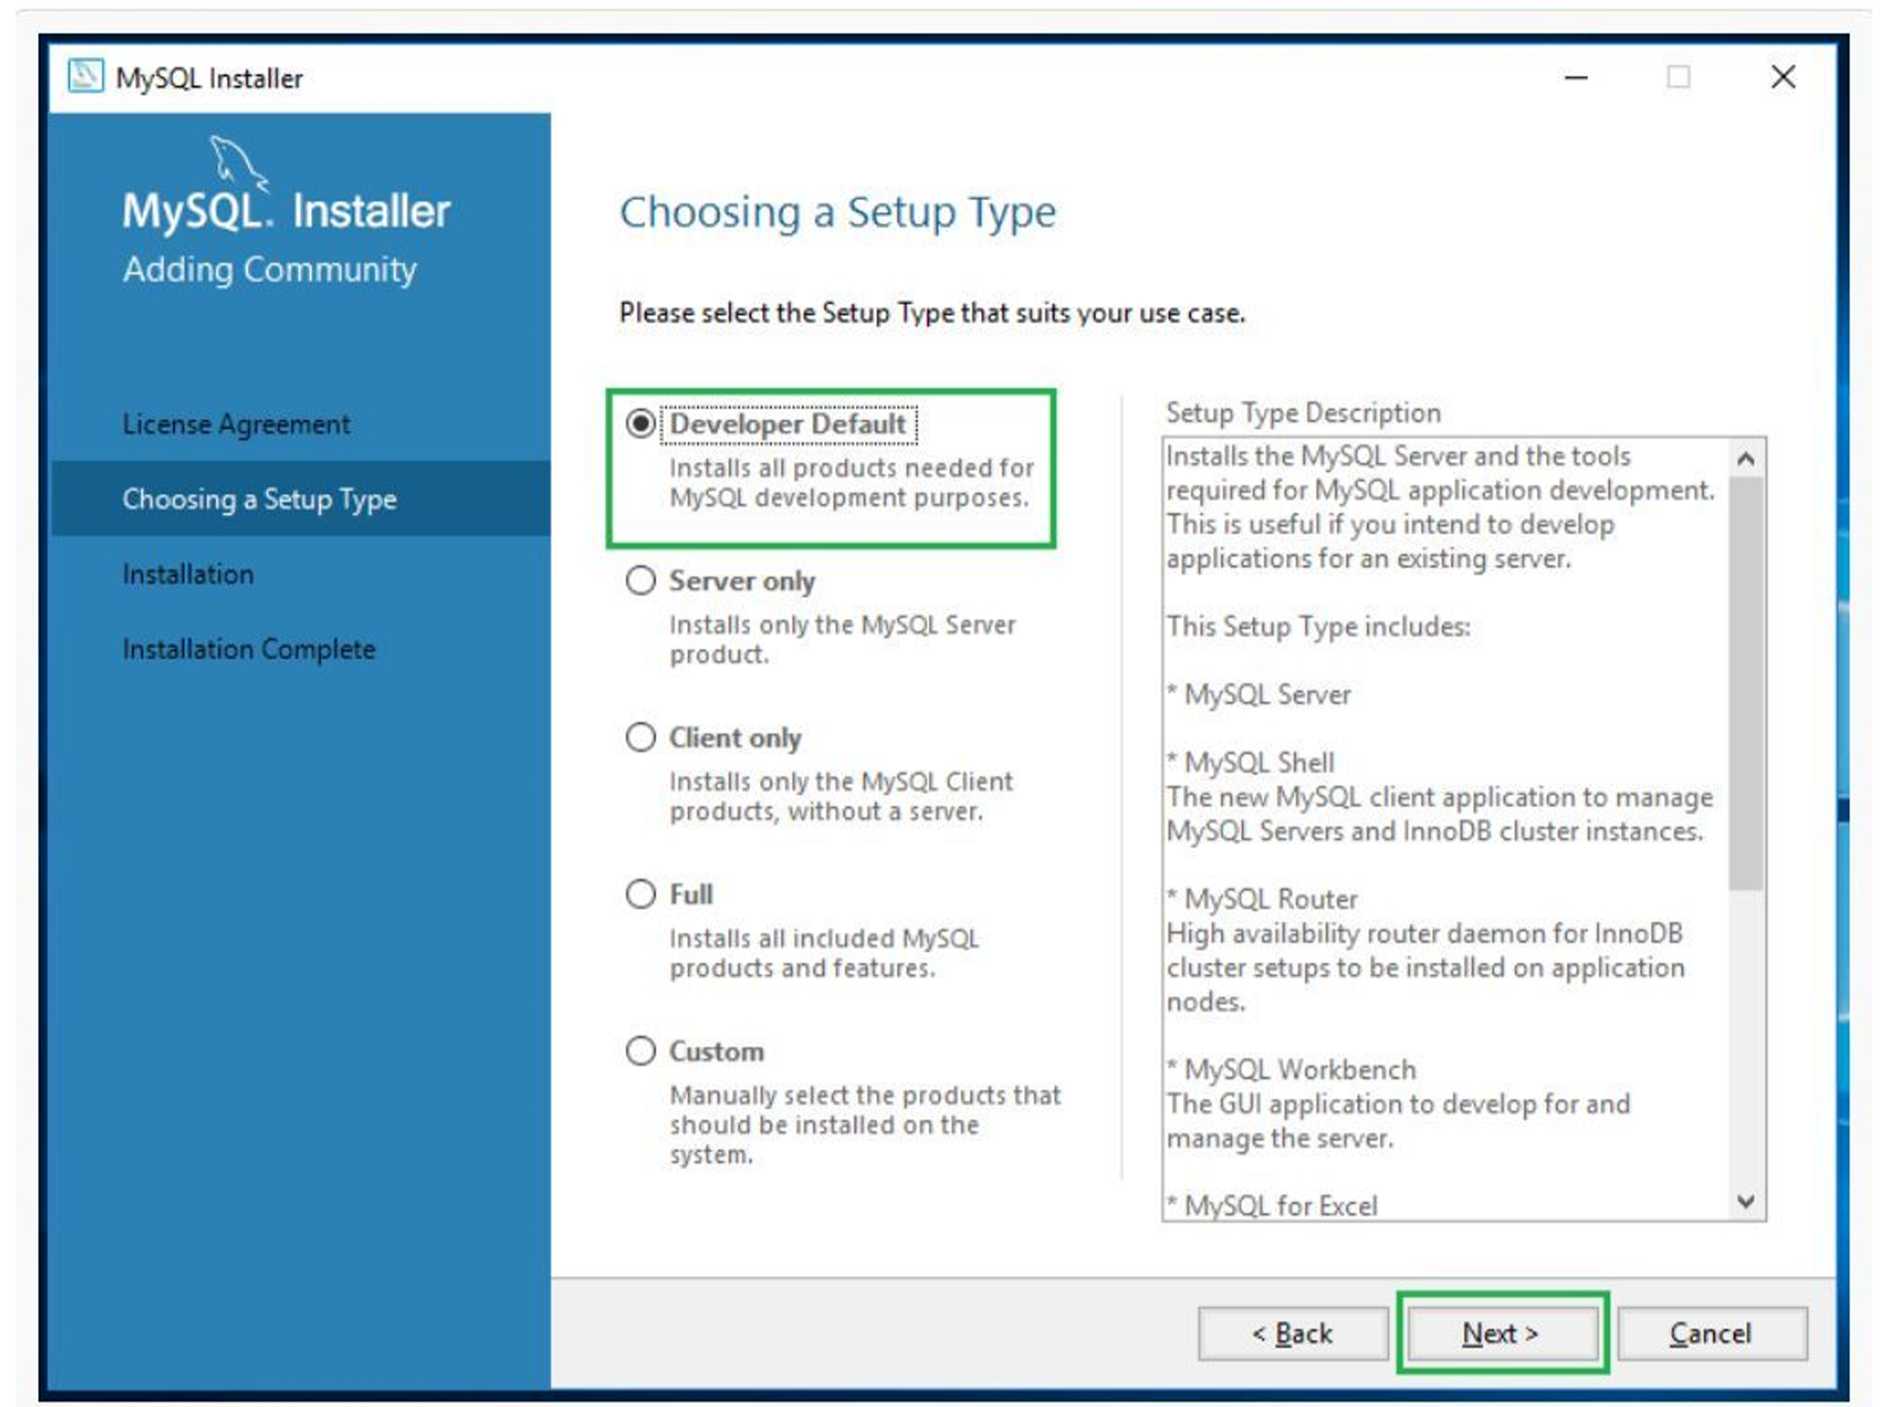 MySQL Installer
MySQL. Installer
Adding Community
License Agreement
Choosing a Setup Type
Installation
Installation Complete
Choosing a Setup Type
Please select the Setup Type that suits your use case.
Developer Default
Installs all products needed for
MySQL development purposes.
Server only
Installs only the MySQL Server
product.
Client only
Installs only the MySQL Client
products, without a server.
Full
Installs all included MySQL
products and features.
Custom
Manually select the products that
should be installed on the
system.
Setup Type Description
Installs the MySQL Server and the tools
required for MySQL application development.
This is useful if you intend to develop
applications for an existing server.
This Setup Type includes:
* MySQL Server
* MySQL Shell
The new MySQL client application to manage
MySQL Servers and InnoDB cluster instances.
* MySQL Router
High availability router daemon for InnoDB
cluster setups to be installed on application
nodes.
* MySQL Workbench
The GUI application to develop for and
manage the server.
* MySQL for Excel
< Back
Next >
Cancel